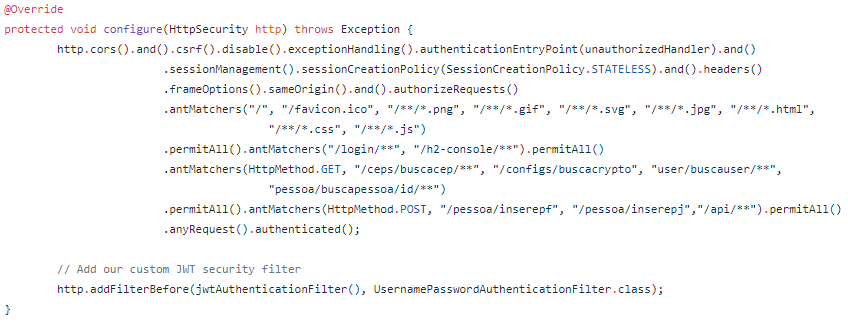 @Override
protected void configure(HttpSecurity http) throws Exception {
http.cors().and().csrf().disable().exceptionHandling().authenticationEntryPoint(unauthorizedHandler).and()
.sessionManagement().sessionCreationPolicy(SessionCreationPolicy.STATELESS).and().headers()
.frameOptions().sameOrigin().and().authorizeRequests()
.antMatchers("/", "/favicon.ico", "/**/*.png", "/**/*.gif", "/**/*.svg", "/**/*.jpg", "/**/*.html",
"/**/*.css", "/**/*.js")
.permitAll().antMatchers("/login/**", "/h2-console/**").permitAll()
.antMatchers(HttpMethod.GET, "/ceps/buscacep/**", "/configs/buscacrypto", "user/buscauser/**",
"pessoa/buscapessoa/id/**")
.permitAll().antMatchers(HttpMethod.POST, "/pessoa/inserepf", "/pessoa/inserepj","/api/**").permitAll()
.anyRequest().authenticated();
// Add our custom JWT security filter
http.addFilterBefore(jwtAuthenticationFilter(), UsernamePasswordAuthenticationFilter.class);
}